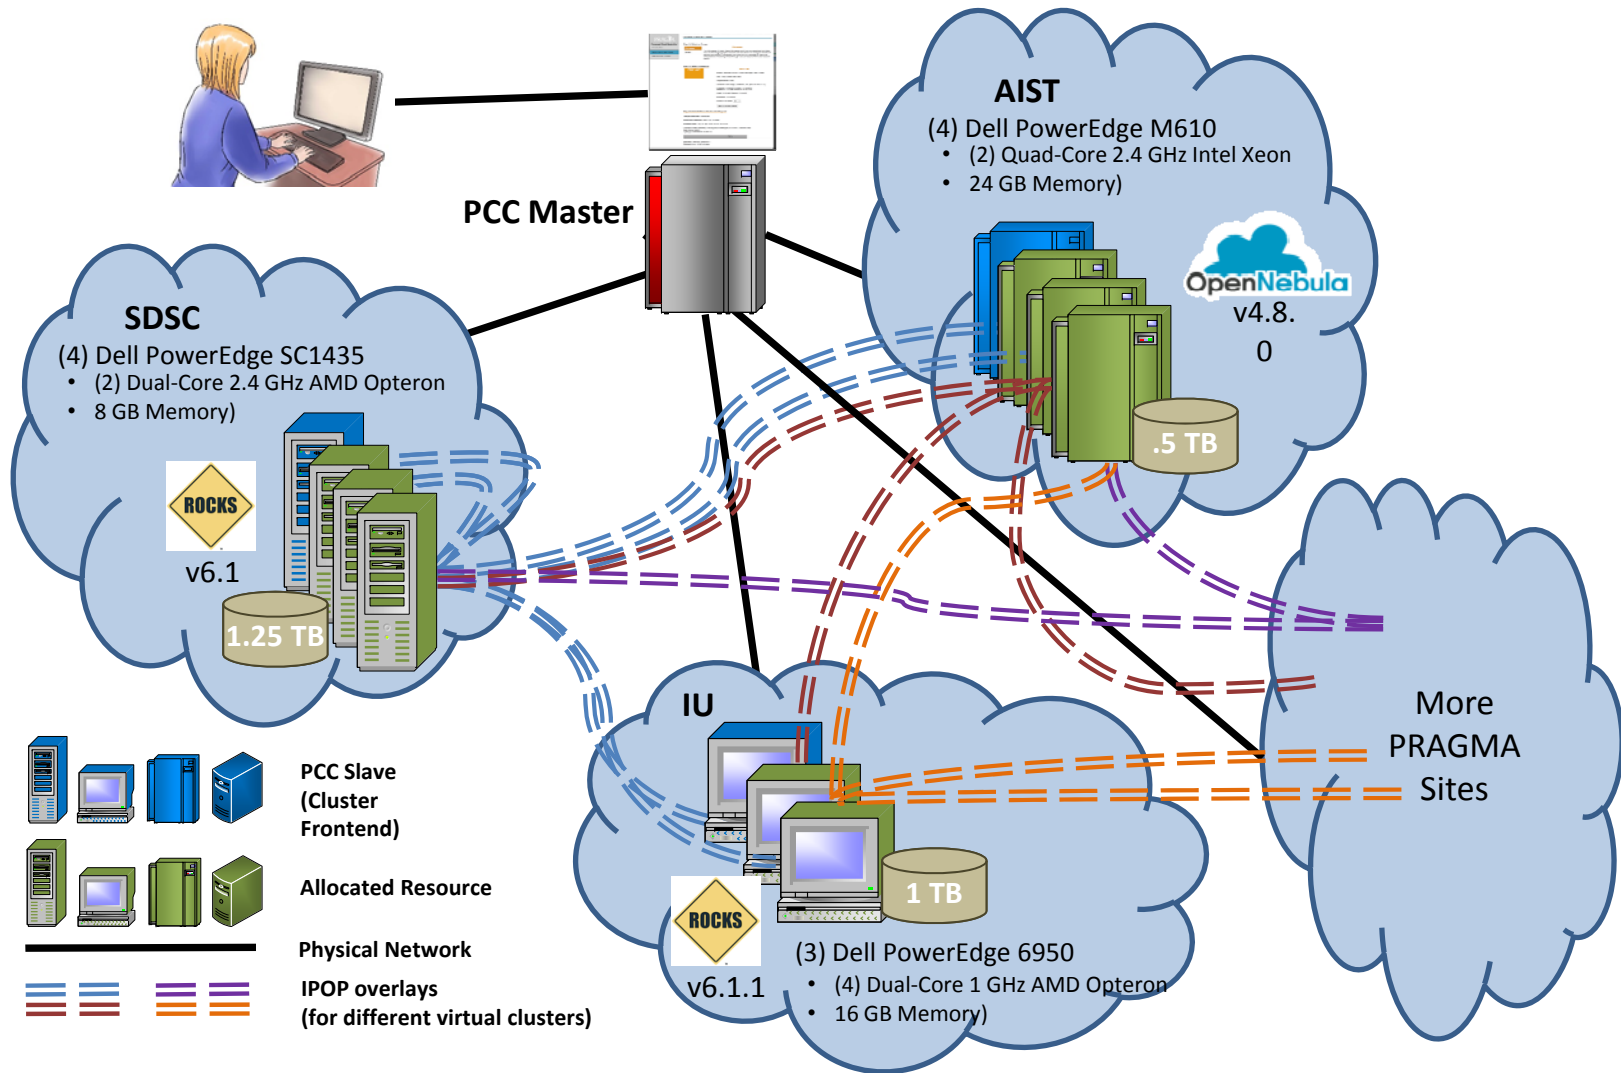 AIST
(4) Dell PowerEdge M610
• (2) Quad-Core 2.4 GHz Intel Xeon
• 24 GB Memory)
OpenNebula
v4.8.
0
.5 TB
PCC Master
SDSC
(4) Dell PowerEdge SC1435
• (2) Dual-Core 2.4 GHz AMD Opteron
• 8 GB Memory)
ROCKS
v6.1
1.25 TB
IU
ROCKS
v6.1.1
1 TB
(3) Dell PowerEdge 6950
• (4) Dual-Core 1 GHz AMD Opteron
• 16 GB Memory)
More
PRAGMA
Sites
PCC Slave
(Cluster
Frontend)
Allocated Resource
Physical Network
IPOP overlays
(for different virtual clusters)